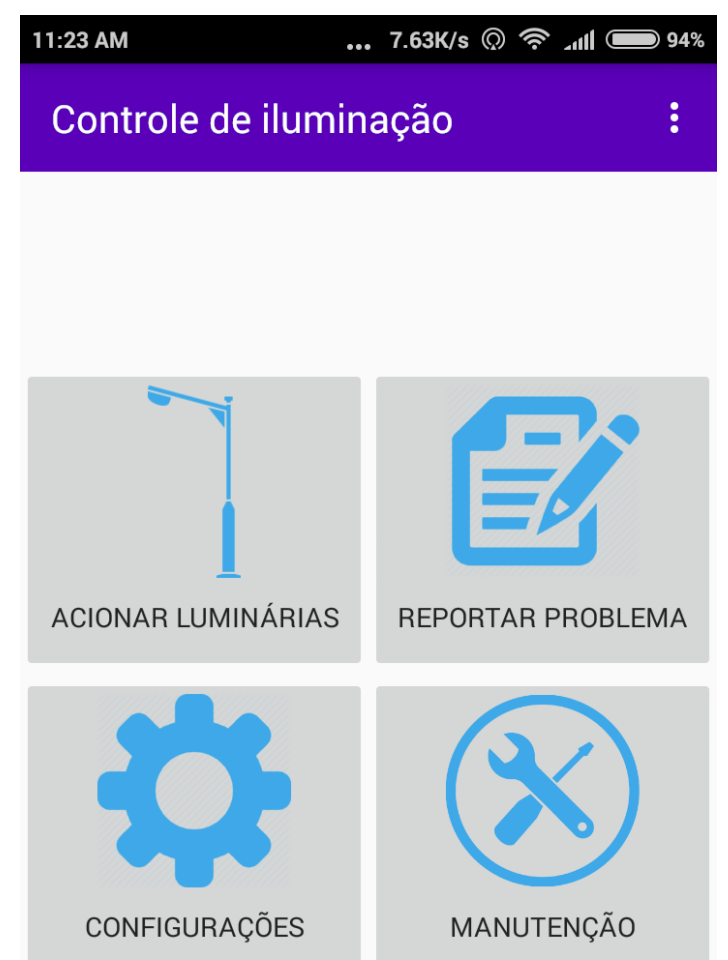 11:23 AM ... 7.63K/s 94%
Controle de iluminação
ACIONAR LUMINÁRIAS REPORTAR PROBLEMA
CONFIGURAÇÕES MANUTENÇÃO